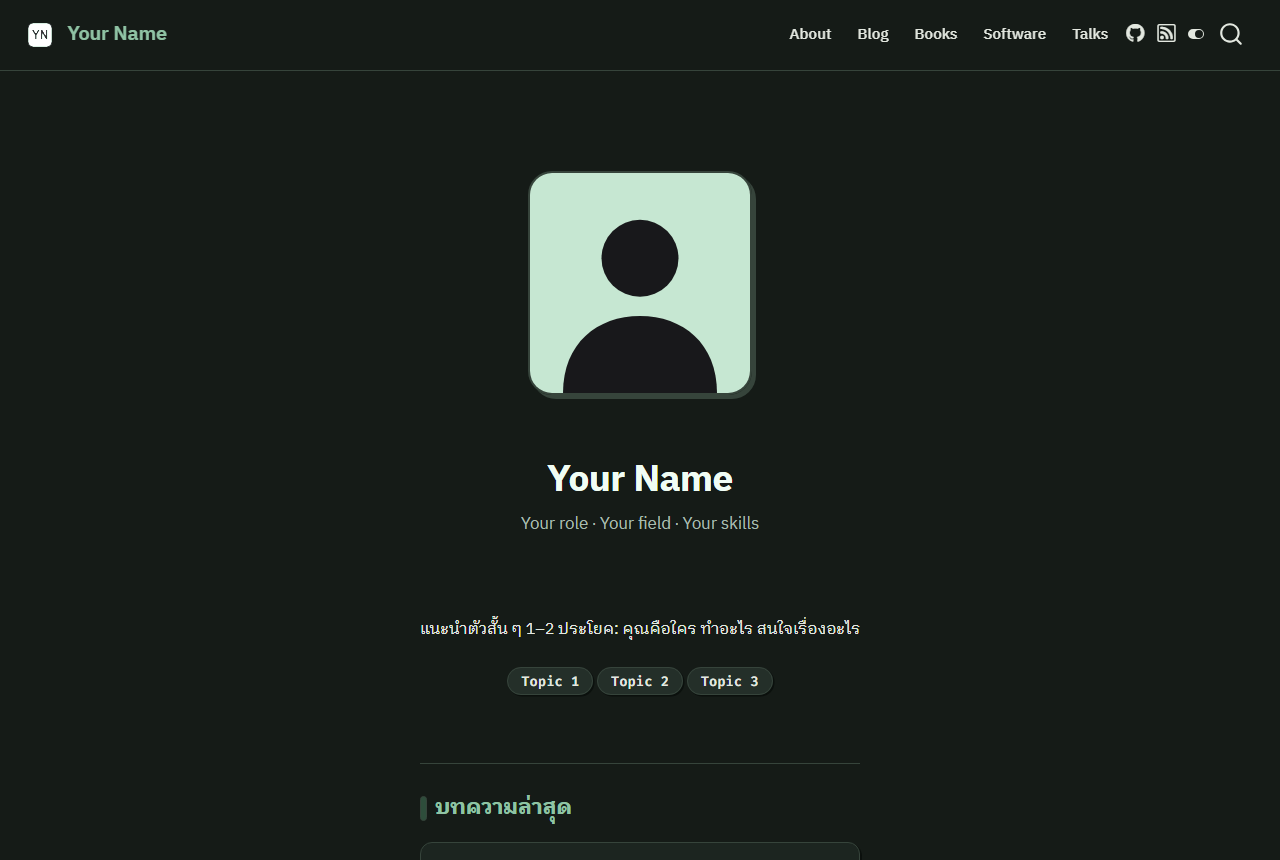 YN Your Name About Blog Books Software Talks
Your Name
Your role · Your field · Your skills
แนะนำตัวสั้น ๆ 1–2 ประโยค: คุณคือใคร ทำอะไร สนใจเรื่องอะไร
Topic 1 Topic 2 Topic 3
บทความล่าสุด